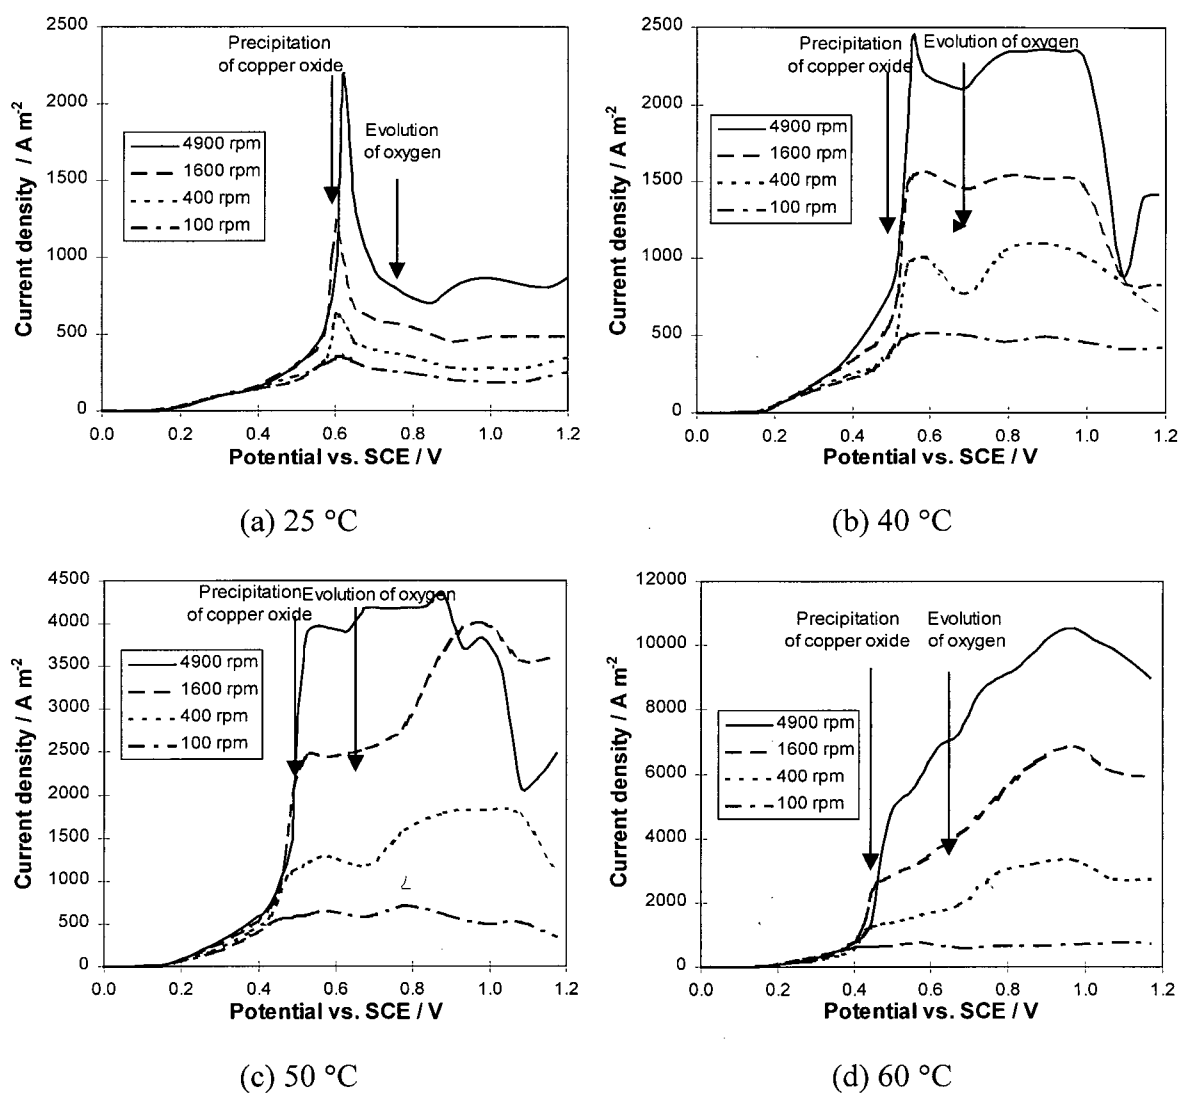 2500
2000
1500
1000
500
0
Current density / A m-2
Precipitation
of copper oxide
Evolution
of oxygen
4900 rpm
1600 rpm
400 rpm
100 rpm
0.0 0.2 0.4 0.6 0.8 1.0 1.2
Potential vs. SCE / V
(a) 25 °C
2500
2000
1500
1000
500
0
Current density / A m-2
Precipitation
of copper oxide
Evolution of oxygen
4900 rpm
1600 rpm
400 rpm
100 rpm
0.0 0.2 0.4 0.6 0.8 1.0 1.2
Potential vs. SCE / V
(b) 40 °C
4500
4000
3500
3000
2500
2000
1500
1000
500
0
Current density / A m-2
Precipitation
of copper oxide
Evolution of oxygen
4900 rpm
1600 rpm
400 rpm
100 rpm
0.0 0.2 0.4 0.6 0.8 1.0 1.2
Potential vs. SCE / V
(c) 50 °C
12000
10000
8000
6000
4000
2000
0
Current density / A m-2
Precipitation
of copper oxide
Evolution
of oxygen
4900 rpm
1600 rpm
400 rpm
100 rpm
0.0 0.2 0.4 0.6 0.8 1.0 1.2
Potential vs. SCE / V
(d) 60 °C